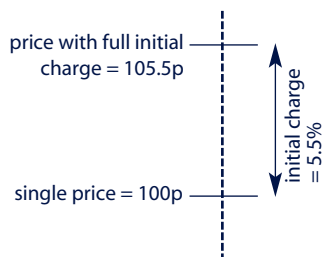 price with full initial
charge = 105.5p
initial charge
= 5.5%
single price = 100p